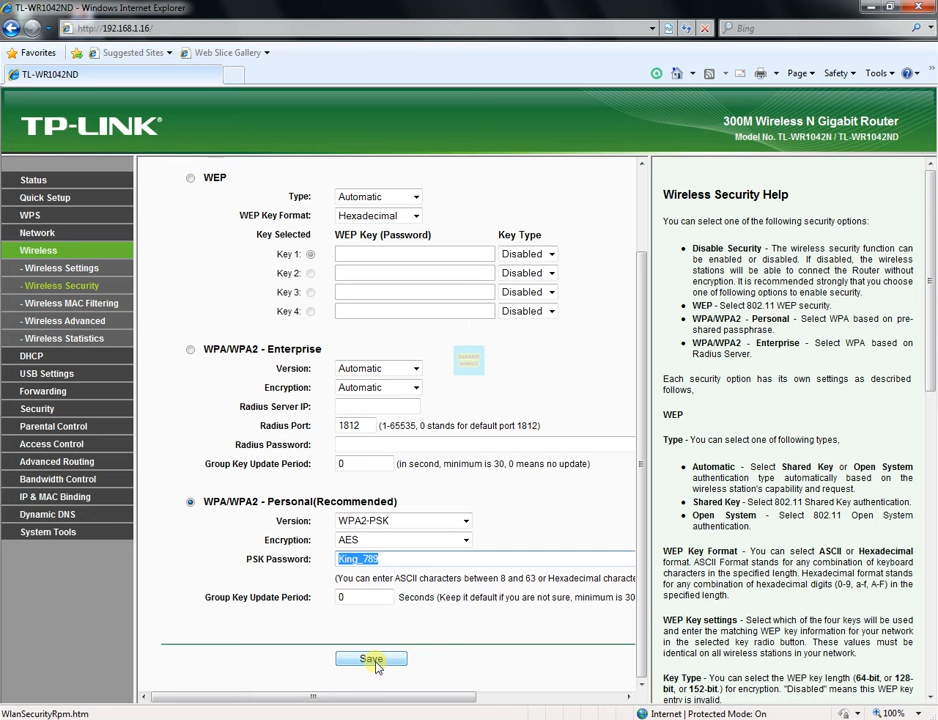 TL-WR1042ND - Windows Internet Explorer
http://192.168.1.16/
Bing
Favorites
Suggested Sites
Web Slice Gallery
TL-WR1042ND
Page
Safety
Tools
TP-LINK®
300M Wireless N Gigabit Router
Model No. TL-WR1042N / TL-WR1042ND
Status
Quick Setup
WPS
Network
Wireless
- Wireless Settings
- Wireless Security
- Wireless MAC Filtering
- Wireless Advanced
- Wireless Statistics
DHCP
USB Settings
Forwarding
Security
Parental Control
Access Control
Advanced Routing
Bandwidth Control
IP & MAC Binding
Dynamic DNS
System Tools
WEP
Type: Automatic
WEP Key Format: Hexadecimal
Key Selected WEP Key (Password) Key Type
Key 1: Disabled
Key 2: Disabled
Key 3: Disabled
Key 4: Disabled
WPA/WPA2 - Enterprise
Version: Automatic
Encryption: Automatic
Radius Server IP:
Radius Port: 1812 (1-65535, 0 stands for default port 1812)
Radius Password:
Group Key Update Period: 0 (in second, minimum is 30, 0 means no update)
WPA/WPA2 - Personal(Recommended)
Version: WPA2-PSK
Encryption: AES
PSK Password: King_789
(You can enter ASCII characters between 8 and 63 or Hexadecimal characte
Group Key Update Period: 0 Seconds (Keep it default if you are not sure, minimum is 30
Save
Wireless Security Help
You can select one of the following security options:
Disable Security - The wireless security function can
be enabled or disabled. If disabled, the wireless
stations will be able to connect the Router without
encryption. It is recommended strongly that you choose
one of following options to enable security.
WEP - Select 802.11 WEP security.
WPA/WPA2 - Personal - Select WPA based on pre-
shared passphrase.
WPA/WPA2 - Enterprise - Select WPA based on
Radius Server.
Each security option has its own settings as described
follows,
WEP
Type - You can select one of following types,
Automatic - Select Shared Key or Open System
authentication type automatically based on the
wireless station's capability and request.
Shared Key - Select 802.11 Shared Key authentication.
Open System - Select 802.11 Open System
authentication.
WEP Key Format - You can select ASCII or Hexadecimal
format. ASCII Format stands for any combination of keyboard
characters in the specified length. Hexadecimal format stands
for any combination of hexadecimal digits (0-9, a-f, A-F) in the
specified length.
WEP Key settings - Select which of the four keys will be used
and enter the matching WEP key information for your network
in the selected key radio button. These values must be
identical on all wireless stations in your network.
Key Type - You can select the WEP key length (64-bit, or 128-
bit, or 152-bit.) for encryption. "Disabled" means this WEP key
entry is invalid.
WlanSecurityRpm.htm
Internet | Protected Mode: On
100%